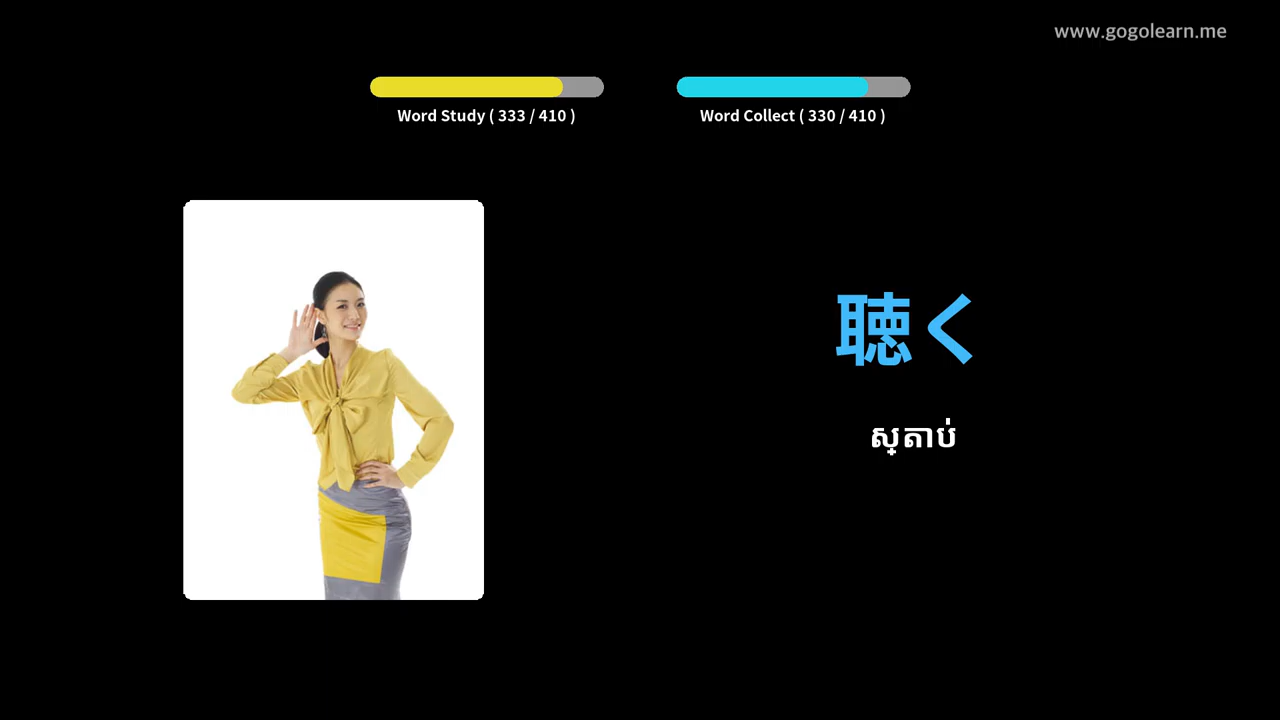 www.gogolearn.me
Word Study ( 333 / 410 )
Word Collect ( 330 / 410 )
聴く
ស្តាប់